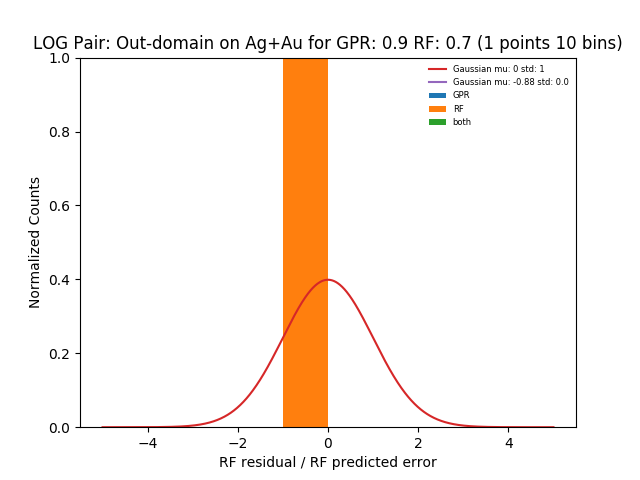 LOG Pair: Out-domain on Ag+Au for GPR: 0.9 RF: 0.7 (1 points 10 bins)
Gaussian mu: 0 std: 1
Gaussian mu: -0.88 std: 0.0
GPR
RF
both
Normalized Counts
1.0
0.8
0.6
0.4
0.2
0.0
−4 −2 0 2 4
RF residual / RF predicted error